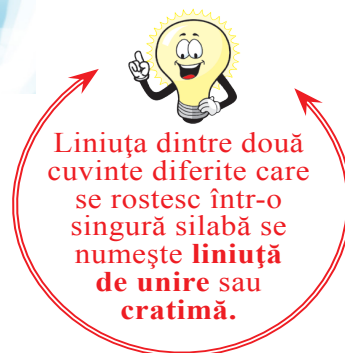 Liniuţa dintre două
cuvinte diferite care
se rostesc într-o
singură silabă se
numeşte liniuţă
de unire sau
cratimă.